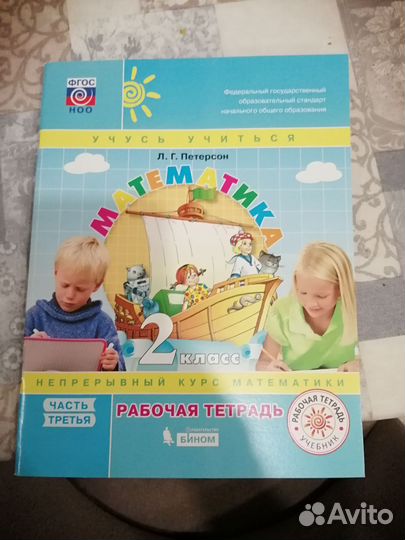 ФГОС
НОО
Федеральный государственный
образовательный стандарт
начального общего образования
УЧУСЬ УЧИТЬСЯ
Л. Г. Петерсон
МАТЕМАТИКА
2 класс
НЕПРЕРЫВНЫЙ КУРС МАТЕМАТИКИ
ЧАСТЬ
ТРЕТЬЯ
РАБОЧАЯ ТЕТРАДЬ
Издательство
БИНОМ
РАБОЧАЯ ТЕТРАДЬ
УЧЕБНИК
Avito